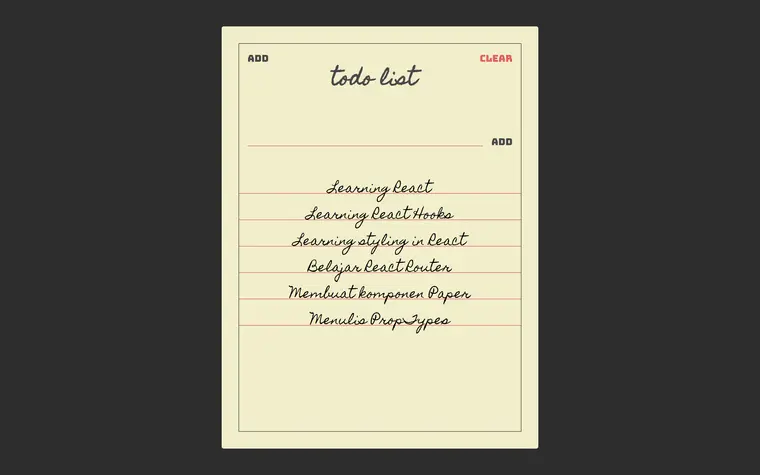 ADD
CLEAR
todo list
ADD
Learning React
Learning React Hooks
Learning styling in React
Belajar React Router
Membuat komponen Paper
Menulis PropTypes